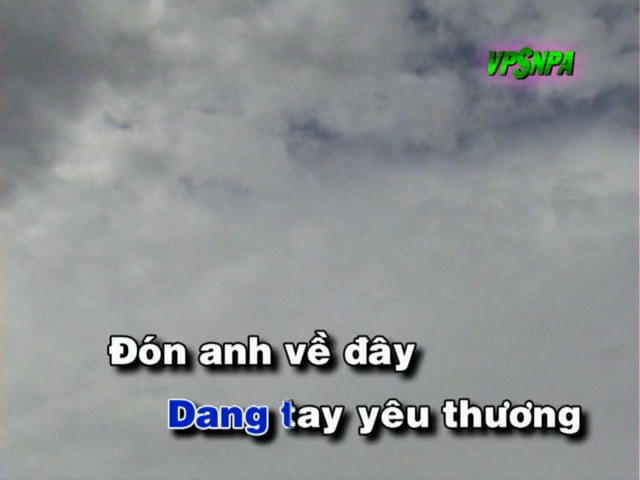 VPSNPA
Đón anh về đây
Dang tay yêu thương